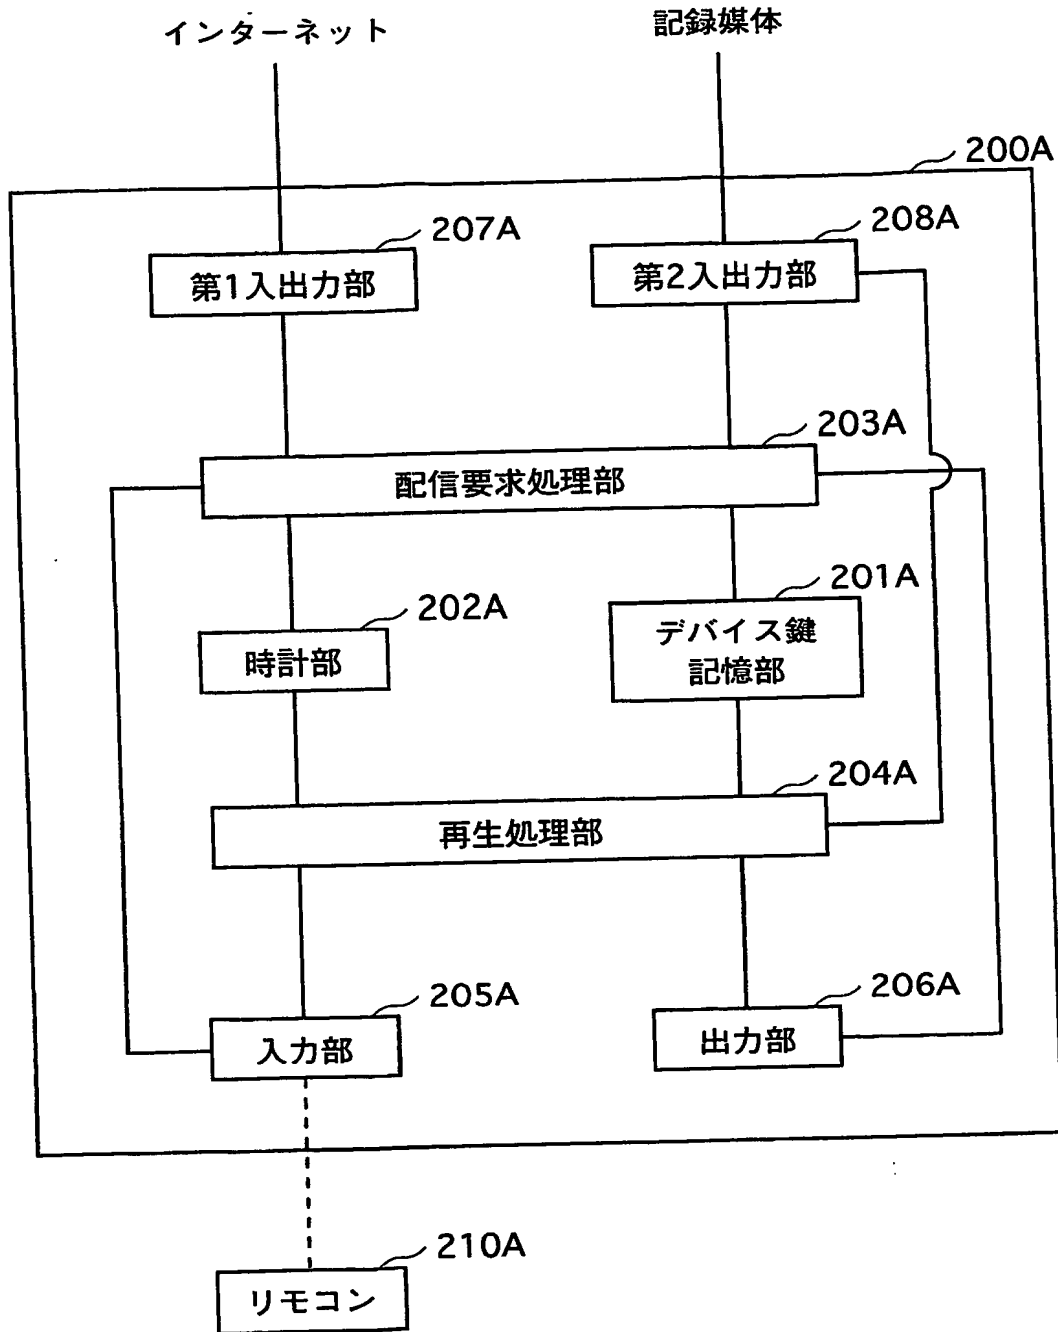 インターネット
記録媒体
200A
207A
208A
第1入出力部
第2入出力部
203A
配信要求処理部
202A
201A
時計部
デバイス鍵
記憶部
204A
再生処理部
205A
206A
入力部
出力部
210A
リモコン